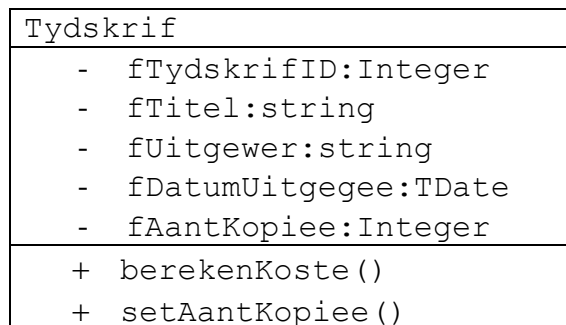 Tydskrif
- fTydskrifID:Integer
- fTitel:string
- fUitgewer:string
- fDatumUitgegee:TDate
- fAantKopiee:Integer
+ berekenKoste()
+ setAantKopiee()